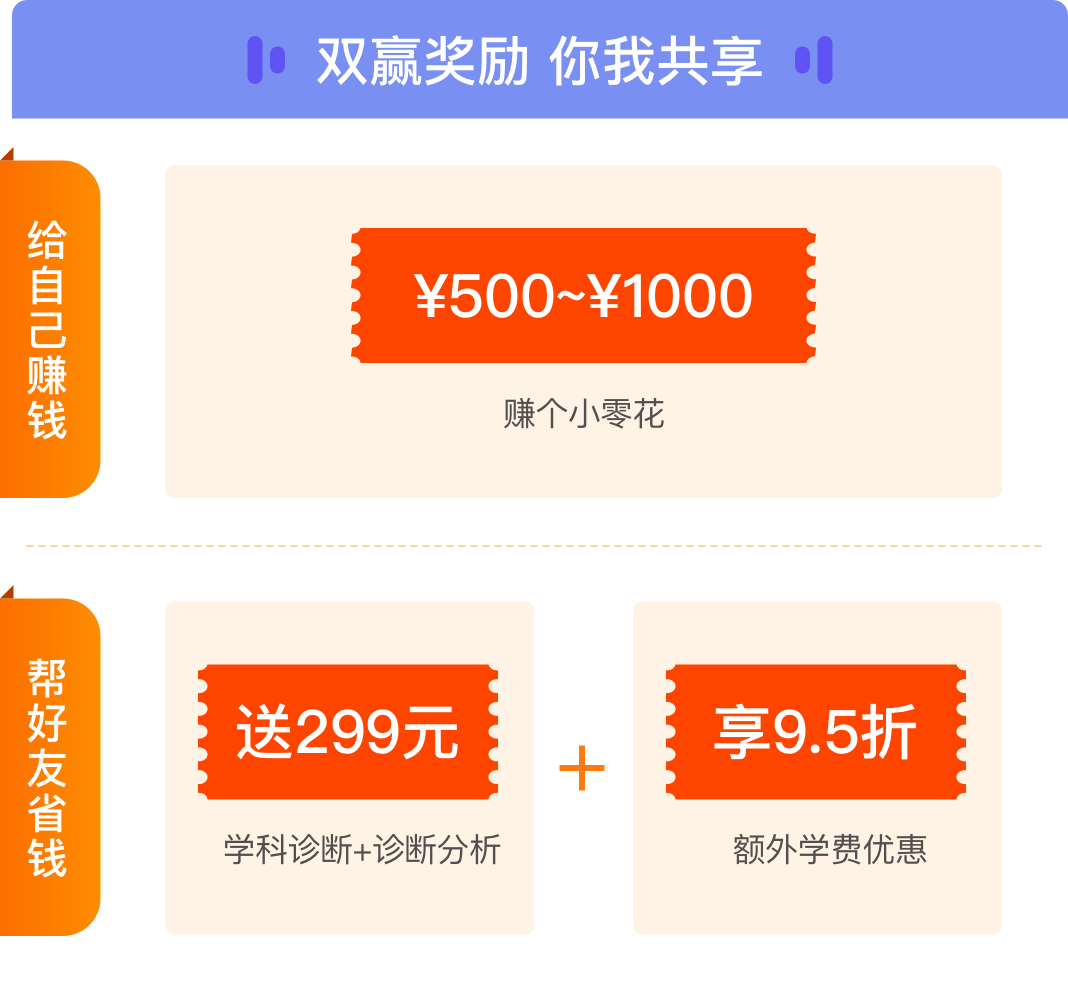 双赢奖励 你我共享
给自己赚钱
¥500~¥1000
赚个小零花
帮好友省钱
送299元
学科诊断+诊断分析
+
享9.5折
额外学费优惠